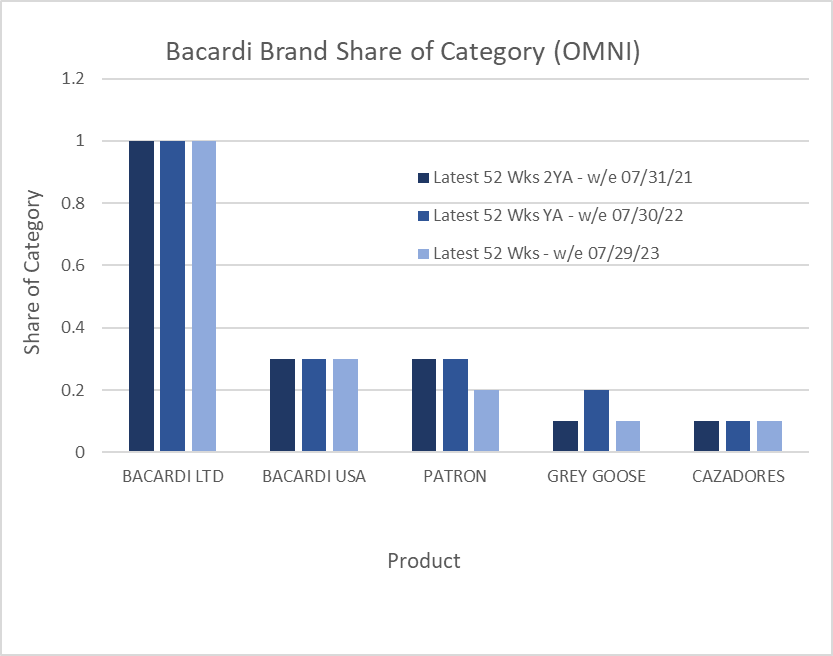 Bacardi Brand Share of Category (OMNI)
1.2
1
0.8
0.6
0.4
0.2
0
Share of Category
Latest 52 Wks 2YA - w/e 07/31/21
Latest 52 Wks YA - w/e 07/30/22
Latest 52 Wks - w/e 07/29/23
BACARDI LTD
BACARDI USA
PATRON
GREY GOOSE
CAZADORES
Product